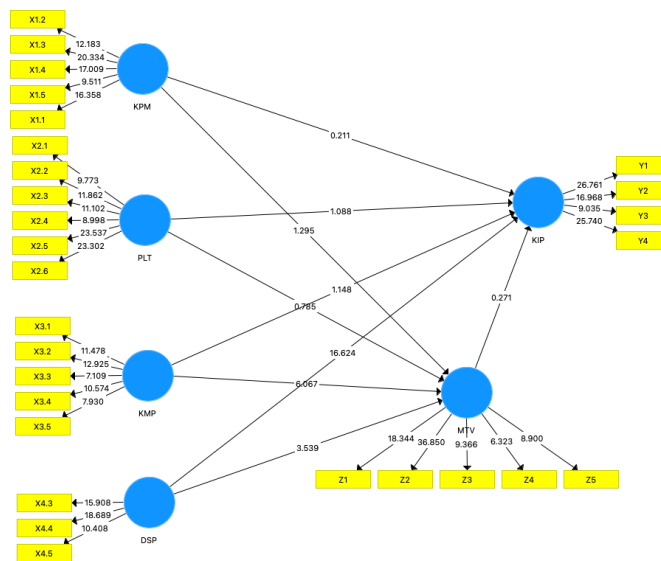 X1.2
X1.3
X1.4
X1.5
X1.1
12.183
20.334
17.009
9.511
16.358
KPM
X2.1
X2.2
X2.3
X2.4
X2.5
X2.6
9.773
11.862
11.102
8.998
23.537
23.302
PLT
X3.1
X3.2
X3.3
X3.4
X3.5
11.478
12.925
7.109
10.574
7.930
KMP
X4.3
X4.4
X4.5
15.908
18.689
10.408
DSP
0.211
1.088
1.295
1.148
0.785
16.624
6.067
3.539
0.271
KIP
26.761
16.968
9.035
25.740
Y1
Y2
Y3
Y4
MTV
18.344
36.850
9.366
6.323
8.900
Z1
Z2
Z3
Z4
Z5